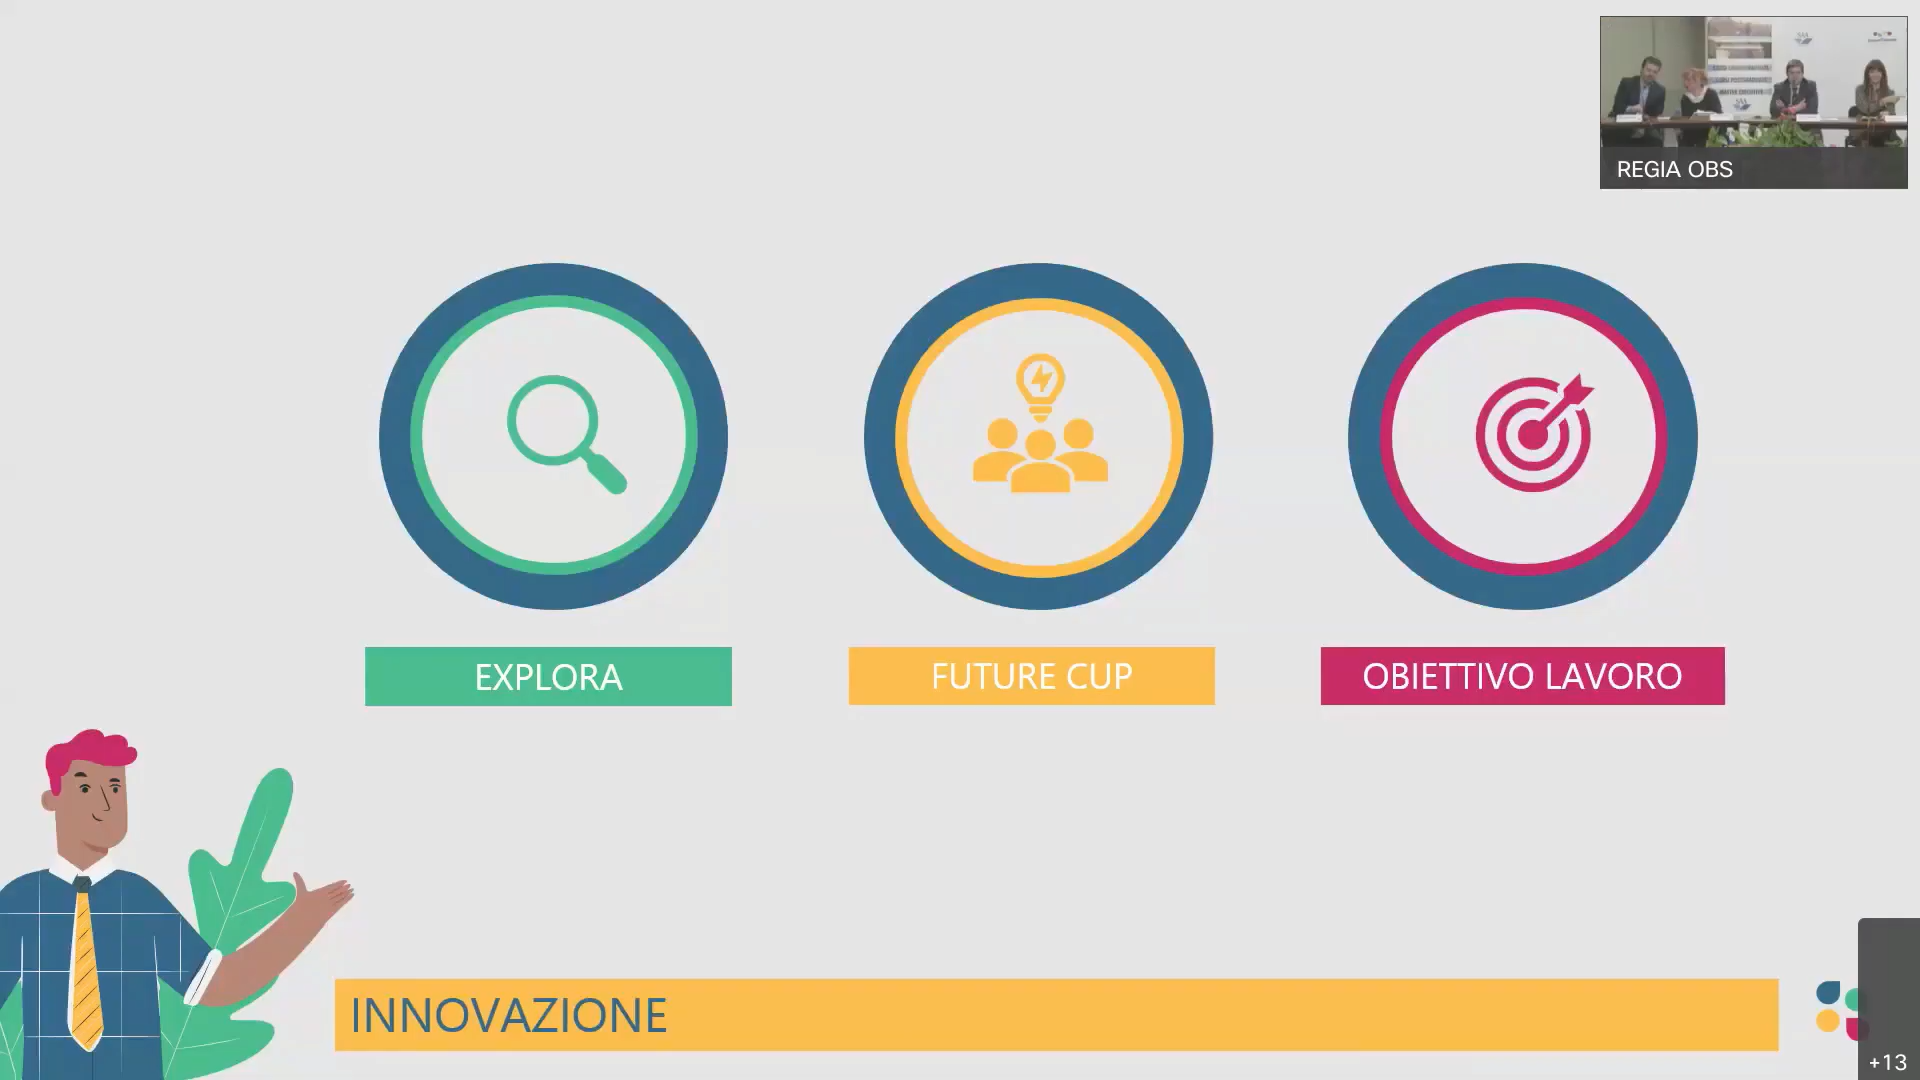 REGIA OBS
EXPLORA
FUTURE CUP
OBIETTIVO LAVORO
INNOVAZIONE
+13